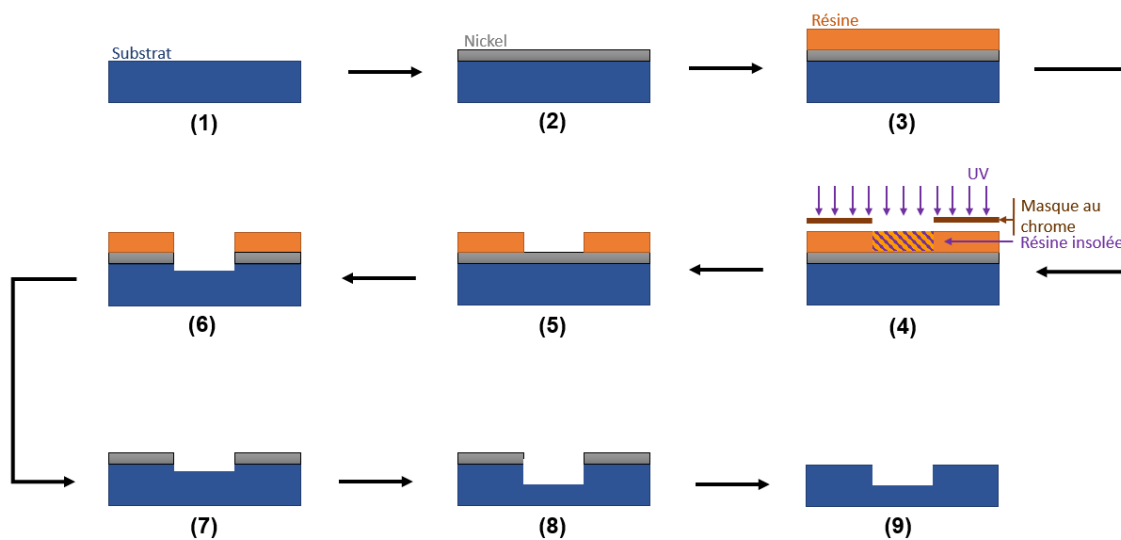 Substrat
(1)
Nickel
(2)
Résine
(3)
UV
Masque au
chrome
Résine insolée
(6)
(5)
(4)
(7)
(8)
(9)